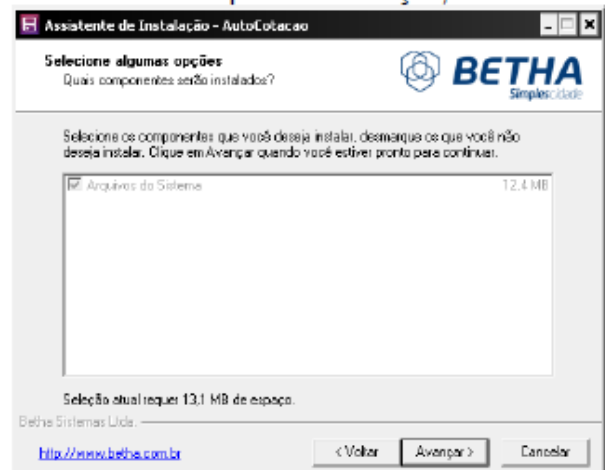 Assistente de Instalação - AutoCotacao
Selecione algumas opções
Quais componentes serão instalados?
BETHA
Simplescidade
Selecione os componentes que você deseja instalar, desmarque os que você não
deseja instalar. Clique em Avançar quando você estiver pronto para continuar.
Arquivos do Sistema 12,4 MB
Seleção atual requer 13,1 MB de espaço.
Betha Sistemas Ltda.
http://www.betha.com.br
< Voltar Avançar > Cancelar